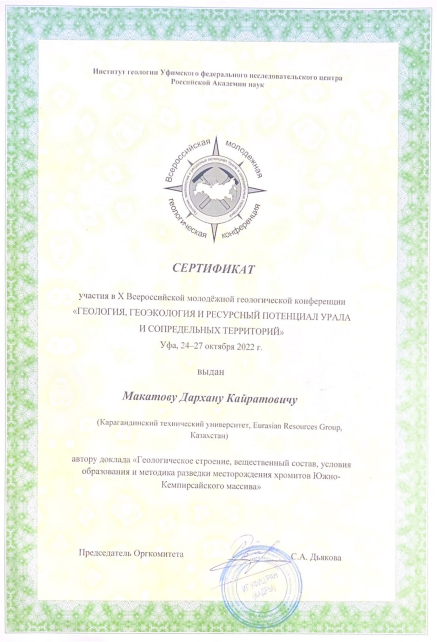 Институт геологии Уфимского федерального исследовательского центра
Российской Академии наук
Всероссийская молодежная
геологическая конференция
СЕРТИФИКАТ
участия в X Всероссийской молодёжной геологической конференции
«ГЕОЛОГИЯ, ГЕОЭКОЛОГИЯ И РЕСУРСНЫЙ ПОТЕНЦИАЛ УРАЛА
И СОПРЕДЕЛЬНЫХ ТЕРРИТОРИЙ»
Уфа, 24–27 октября 2022 г.
выдан
Макатову Дархану Кайратовичу
(Карагандинский технический университет, Eurasian Resources Group,
Казахстан)
автору доклада «Геологическое строение, вещественный состав, условия
образования и методика разведки месторождения хромитов Южно-
Кемпирсайского массива»
Председатель Оргкомитета
С.А. Дьякова